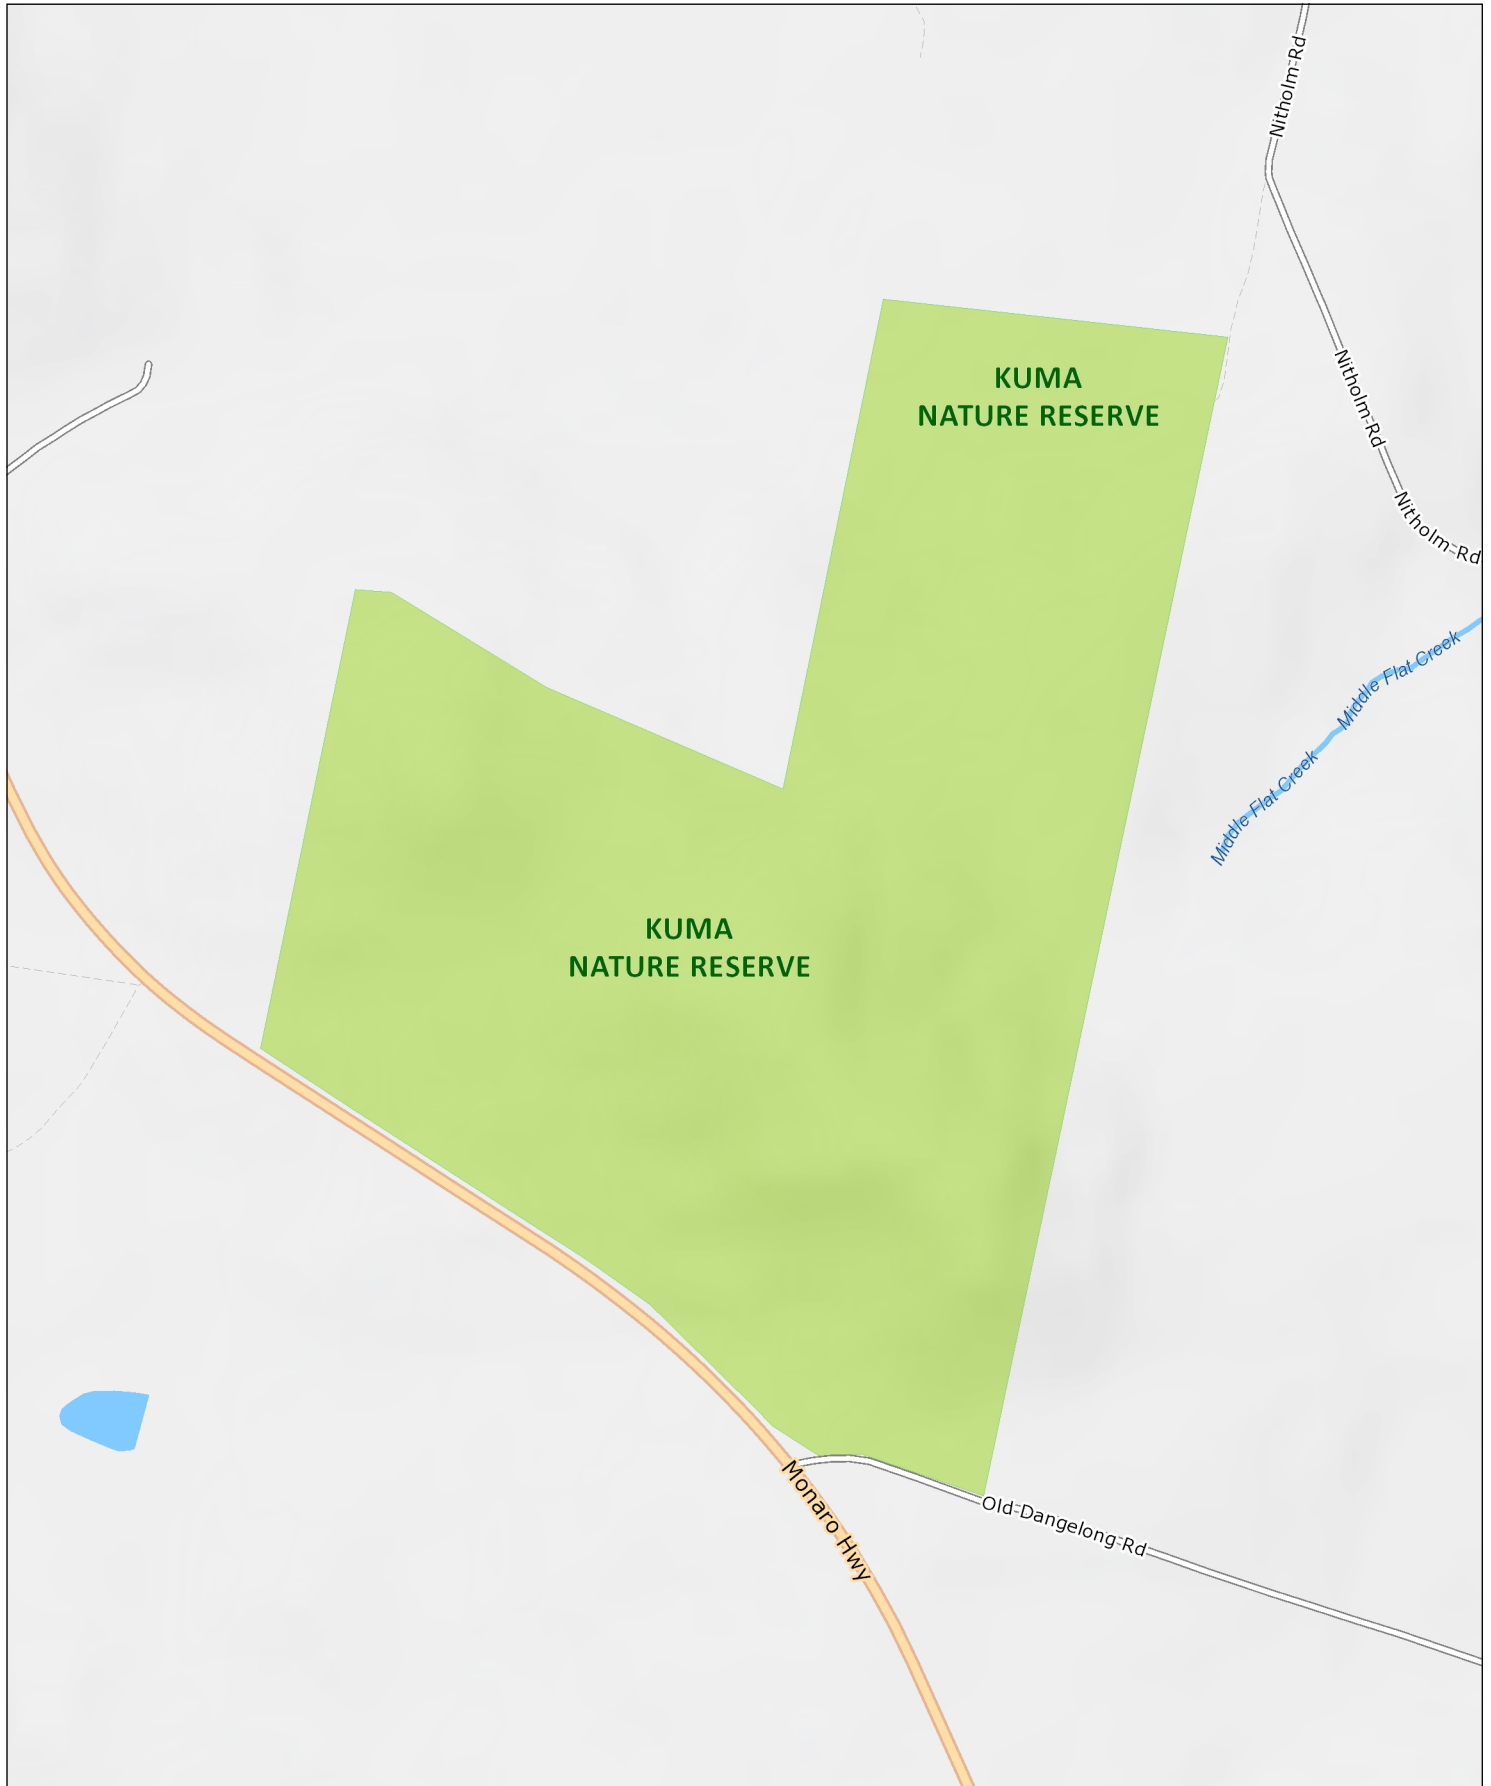 Nitholm Rd
KUMA
NATURE RESERVE
Nitholm Rd
Nitholm Rd
Middle Flat Creek
Middle Flat Creek
KUMA
NATURE RESERVE
Monaro Hwy
Old Dangelong Rd